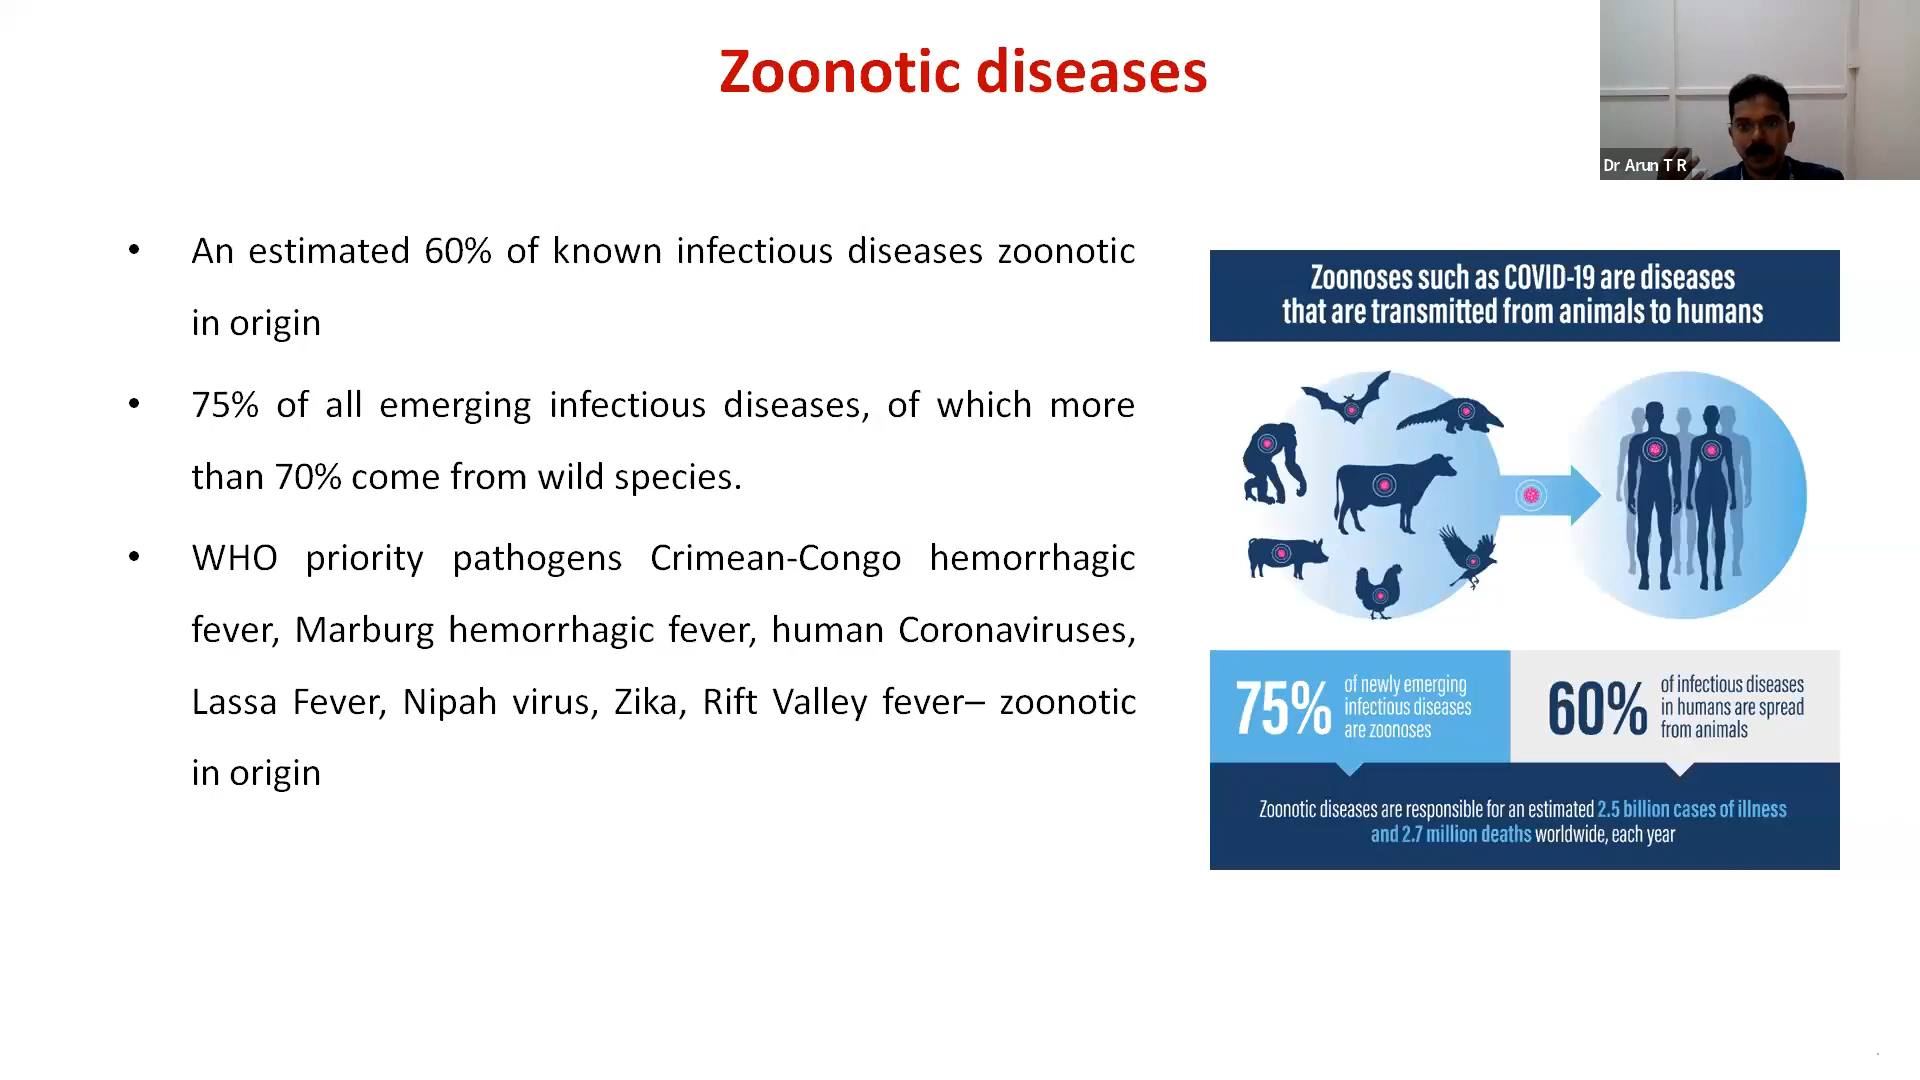 Zoonotic diseases
Dr Arun T R
• An estimated 60% of known infectious diseases zoonotic
in origin
• 75% of all emerging infectious diseases, of which more
than 70% come from wild species.
• WHO priority pathogens Crimean-Congo hemorrhagic
fever, Marburg hemorrhagic fever, human Coronaviruses,
Lassa Fever, Nipah virus, Zika, Rift Valley fever– zoonotic
in origin
Zoonoses such as COVID-19 are diseases
that are transmitted from animals to humans
75%
of newly emerging
infectious diseases
are zoonoses
60%
of infectious diseases
in humans are spread
from animals
Zoonotic diseases are responsible for an estimated 2.5 billion cases of illness
and 2.7 million deaths worldwide, each year